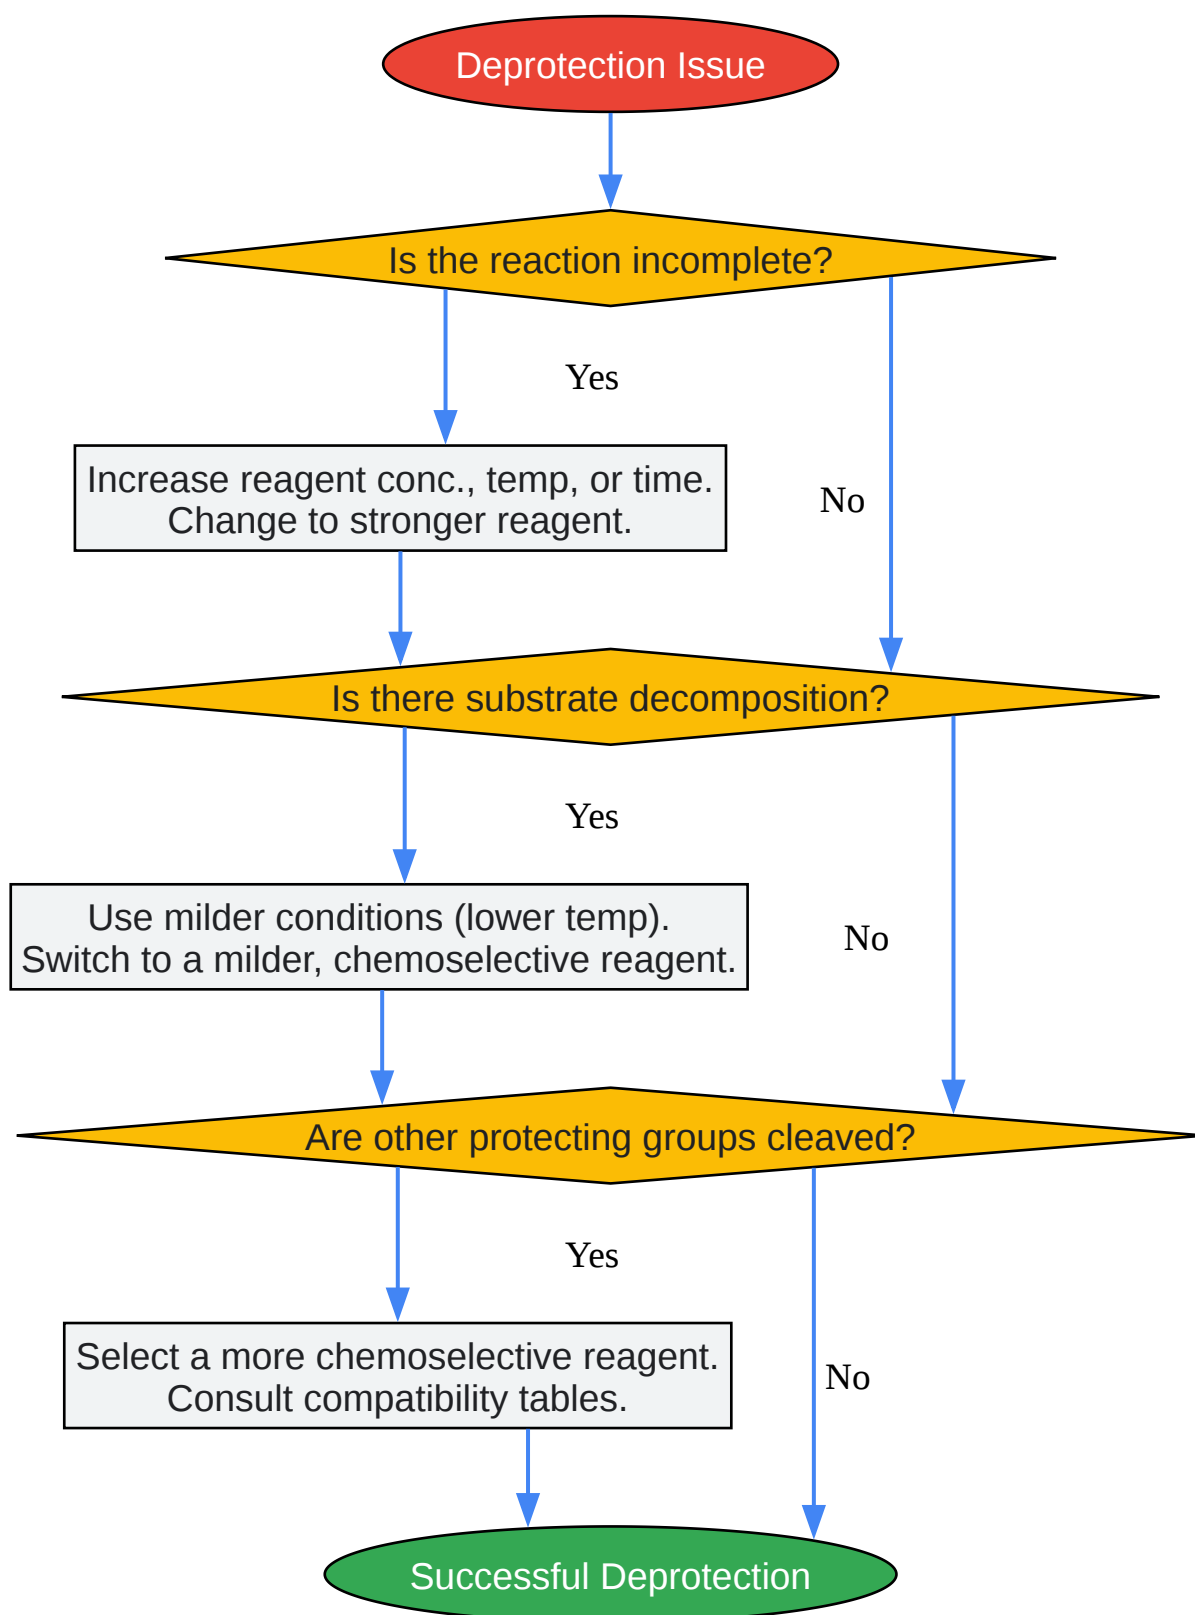 Deprotection Issue
Is the reaction incomplete?
Yes
Increase reagent conc., temp, or time.
Change to stronger reagent.
No
Is there substrate decomposition?
Yes
Use milder conditions (lower temp).
Switch to a milder, chemoselective reagent.
No
Are other protecting groups cleaved?
Yes
Select a more chemoselective reagent.
Consult compatibility tables.
No
Successful Deprotection